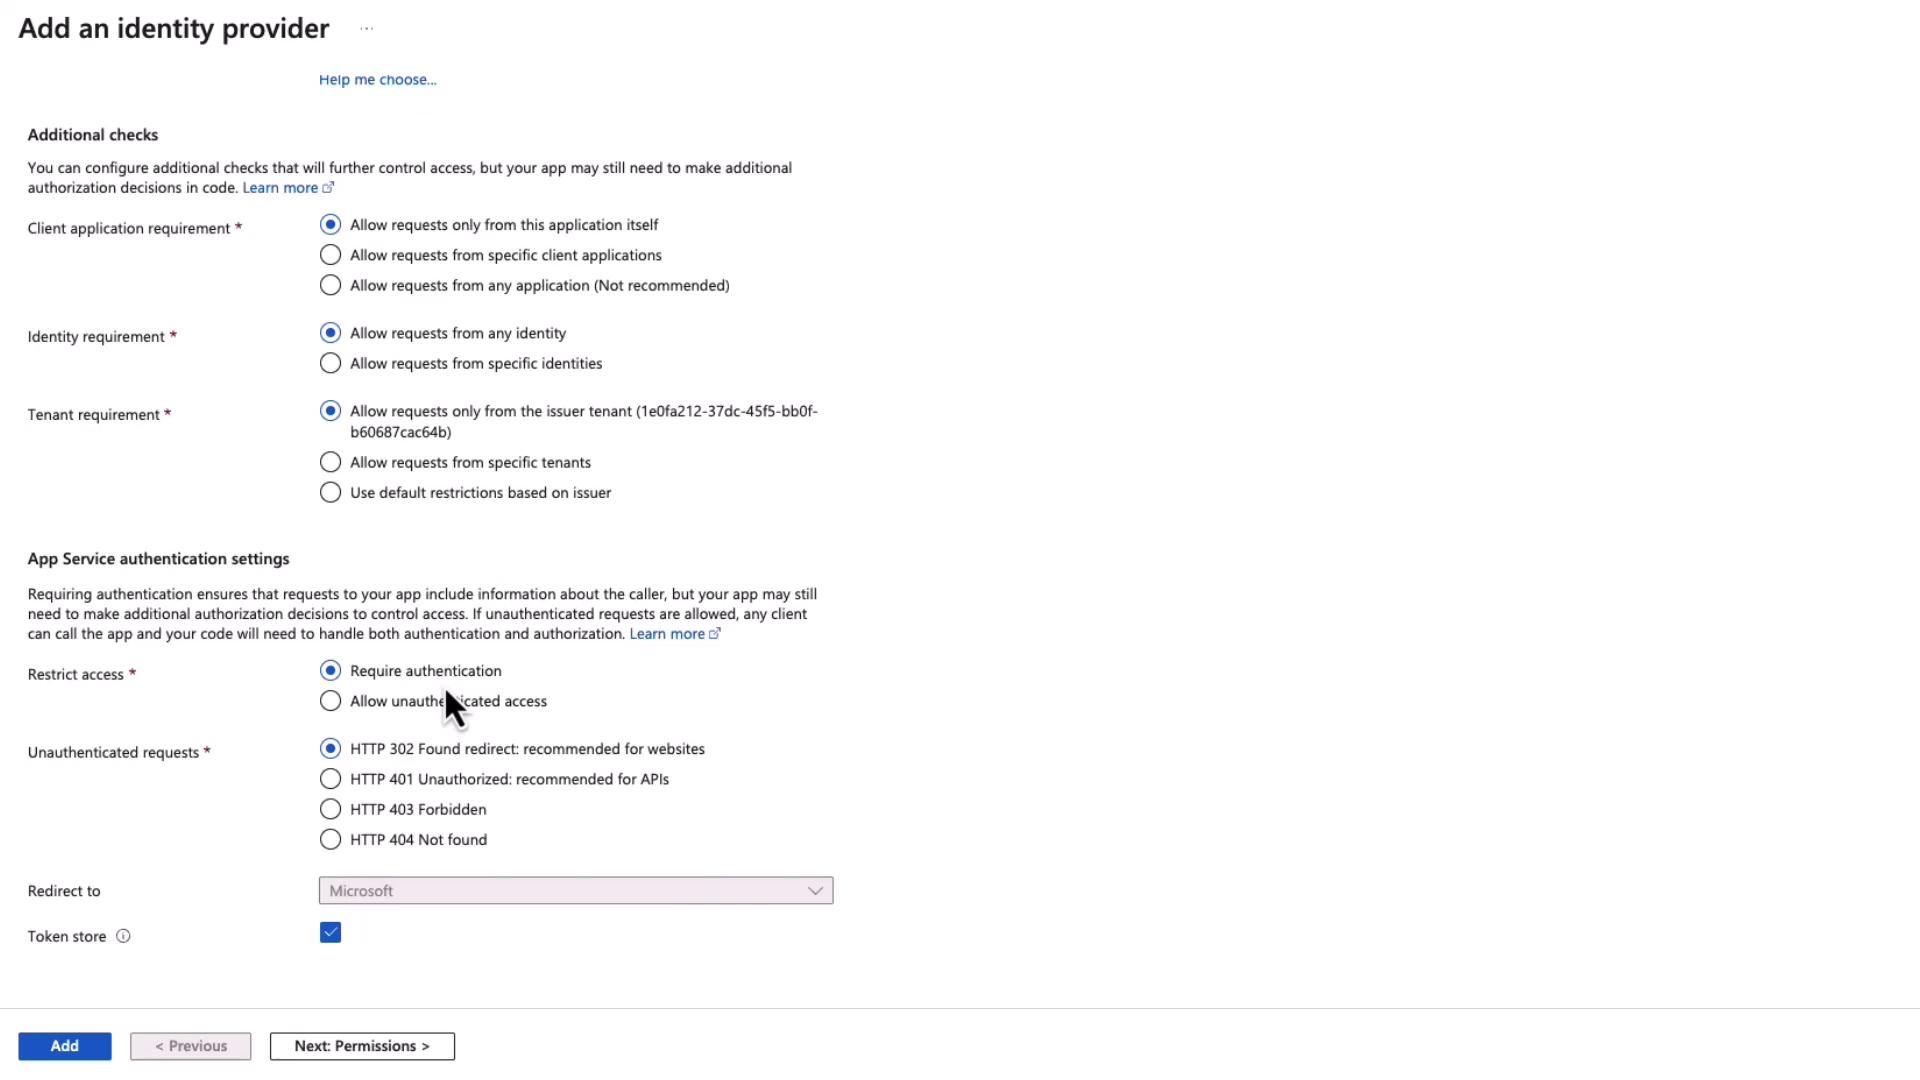 Add an identity provider ...
Help me choose...
Additional checks
You can configure additional checks that will further control access, but your app may still need to make additional
authorization decisions in code. Learn more
Client application requirement *
Allow requests only from this application itself
Allow requests from specific client applications
Allow requests from any application (Not recommended)
Identity requirement *
Allow requests from any identity
Allow requests from specific identities
Tenant requirement *
Allow requests only from the issuer tenant (1e0fa212-37dc-45f5-bb0f-
b60687cac64b)
Allow requests from specific tenants
Use default restrictions based on issuer
App Service authentication settings
Requiring authentication ensures that requests to your app include information about the caller, but your app may still
need to make additional authorization decisions to control access. If unauthenticated requests are allowed, any client
can call the app and your code will need to handle both authentication and authorization. Learn more
Restrict access *
Require authentication
Allow unauthenticated access
Unauthenticated requests *
HTTP 302 Found redirect: recommended for websites
HTTP 401 Unauthorized: recommended for APIs
HTTP 403 Forbidden
HTTP 404 Not found
Redirect to
Microsoft
Token store
Add
< Previous
Next: Permissions >